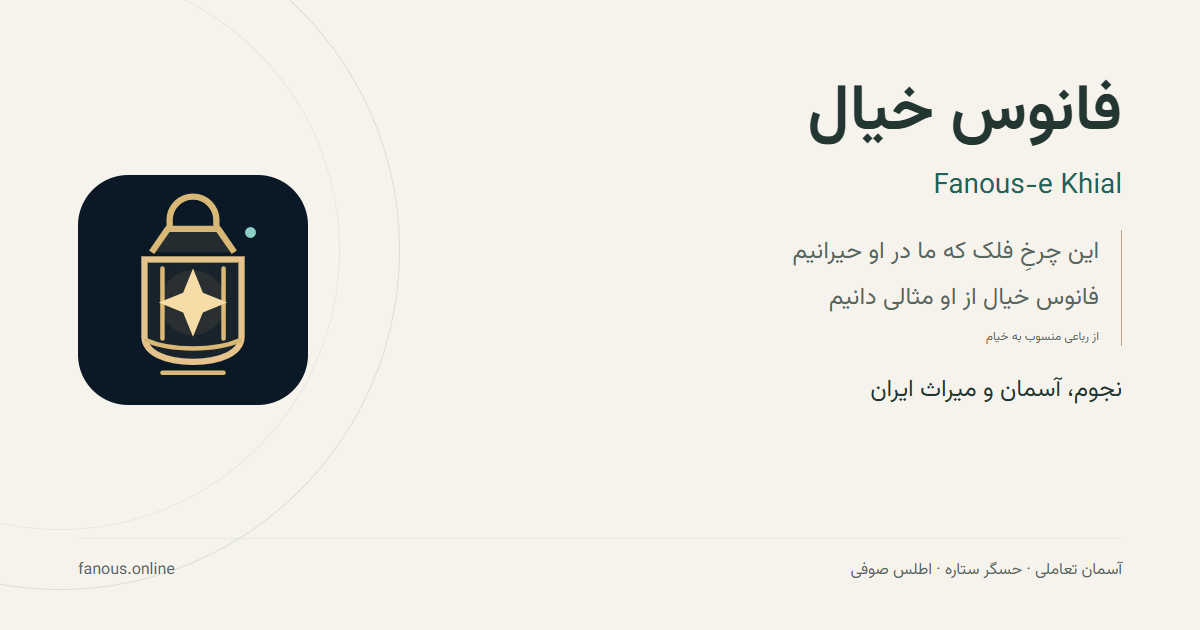 فانوس خیال
Fanous-e Khial
این چرخِ فلک که ما در او حیرانیم
فانوس خیال از او مثالی دانیم
از رباعی منسوب به خیام
نجوم، آسمان و میراث ایران
آسمان تعاملی · حسگر ستاره · اطلس صوفی
fanous.online